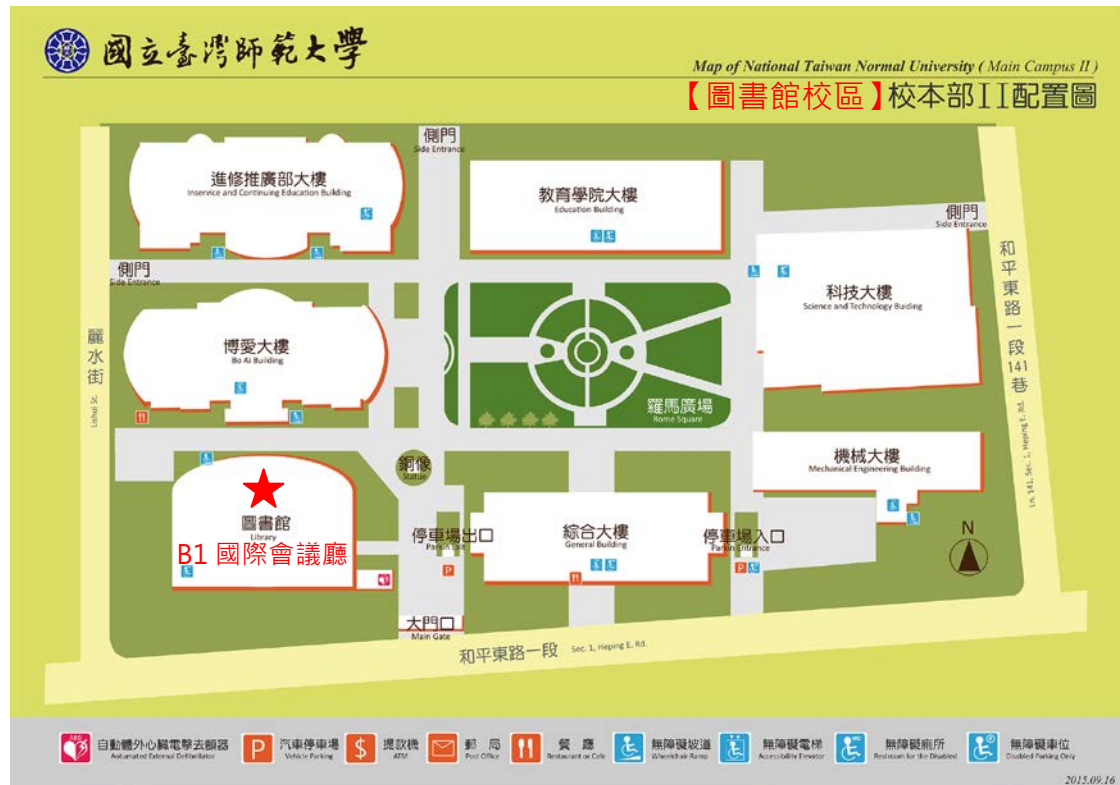 國立臺灣師範大學
Map of National Taiwan Normal University ( Main Campus II )
【圖書館校區】校本部II配置圖
側門
Side Entrance
進修推廣部大樓
Inservice and Continuing Education Building
教育學院大樓
Education Building
側門
Side Entrance
側門
Side Entrance
科技大樓
Science and Technology Buiding
和平東路一段141巷
Ln. 141, Sec. 1, Heping E. Rd.
麗水街
Lishui St.
博愛大樓
Bo Ai Building
羅馬廣場
Rome Square
機械大樓
Mechanical Engineering Building
銅像
Statue
圖書館
Library
B1 國際會議廳
停車場出口
Parkin Exit
P
綜合大樓
General Building
停車場入口
Parkin Entrance
P
N
大門口
Main Gate
和平東路一段 Sec. 1, Heping E. Rd.
AED
自動體外心臟電擊去顫器
Automated External Defibrillator
P
汽車停車場
Vehicle Parking
$
提款機
ATM
郵 局
Post Office
餐 廳
Restaurant or Cafe
無障礙坡道
Wheelchair Ramp
無障礙電梯
Accessibility Elevator
無障礙廁所
Restroom for the Disabled
無障礙車位
Disabled Parking Only
2015.09.16